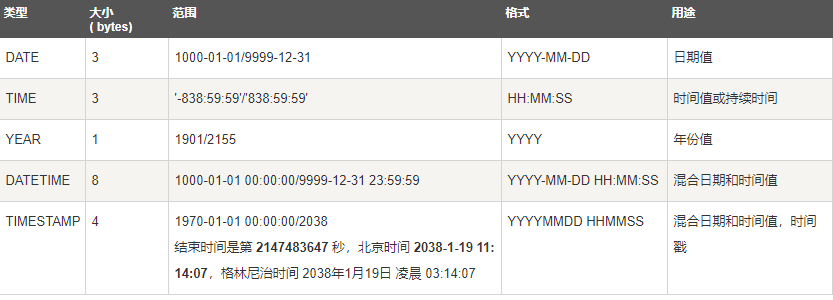 类型 大小 范围 格式 用途
( bytes)
DATE 3 1000-01-01/9999-12-31 YYYY-MM-DD 日期值
TIME 3 '-838:59:59'/'838:59:59' HH:MM:SS 时间值或持续时间
YEAR 1 1901/2155 YYYY 年份值
DATETIME 8 1000-01-01 00:00:00/9999-12-31 23:59:59 YYYY-MM-DD HH:MM:SS 混合日期和时间值
TIMESTAMP 4 1970-01-01 00:00:00/2038 YYYYMMDD HHMMSS 混合日期和时间值，时间
结束时间是第 2147483647 秒，北京时间 2038-1-19 11: 戳
14:07，格林尼治时间 2038年1月19日 凌晨 03:14:07